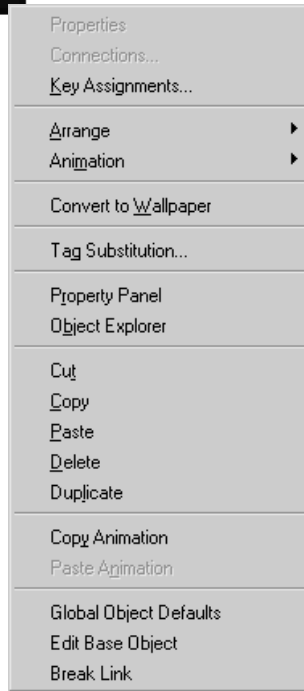 Properties
Connections...
Key Assignments...
Arrange
Animation
Convert to Wallpaper
Tag Substitution...
Property Panel
Object Explorer
Cut
Copy
Paste
Delete
Duplicate
Copy Animation
Paste Animation
Global Object Defaults
Edit Base Object
Break Link